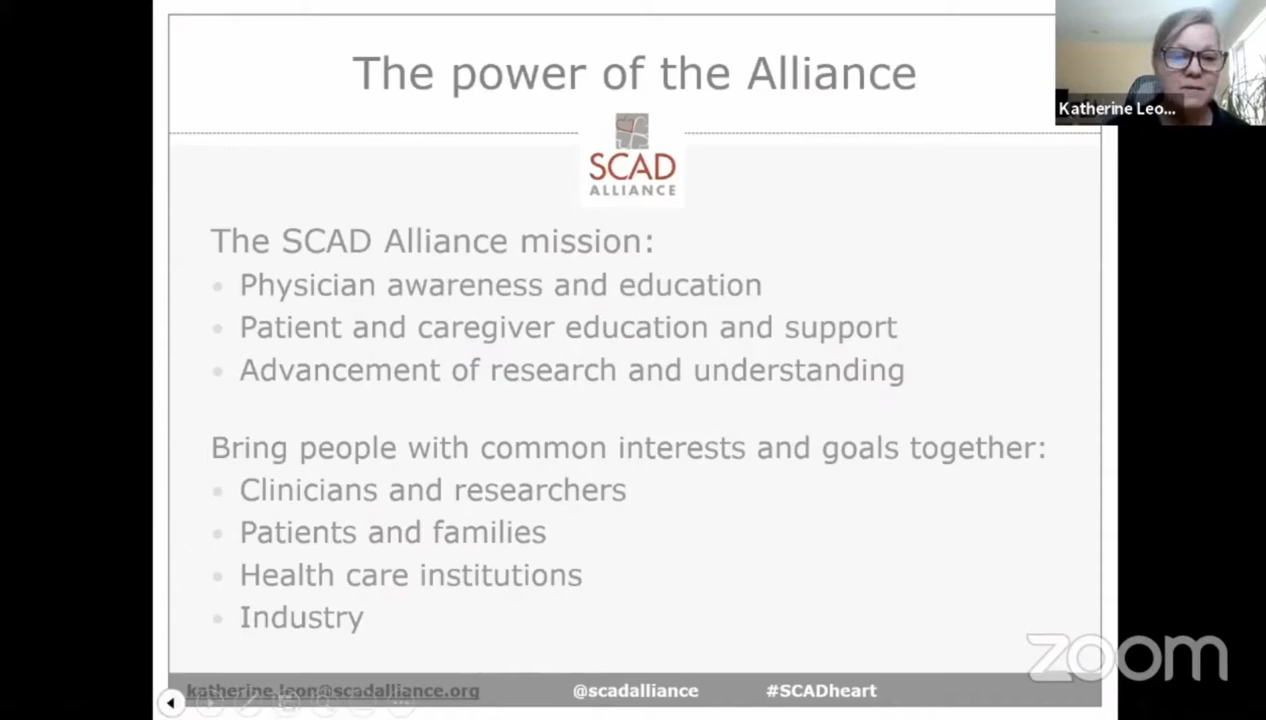 The power of the Alliance
Katherine Leo...
SCAD
ALLIANCE
The SCAD Alliance mission:
• Physician awareness and education
• Patient and caregiver education and support
• Advancement of research and understanding
Bring people with common interests and goals together:
• Clinicians and researchers
• Patients and families
• Health care institutions
• Industry
zoom
katherine.leon@scadalliance.org @scadalliance #SCADheart